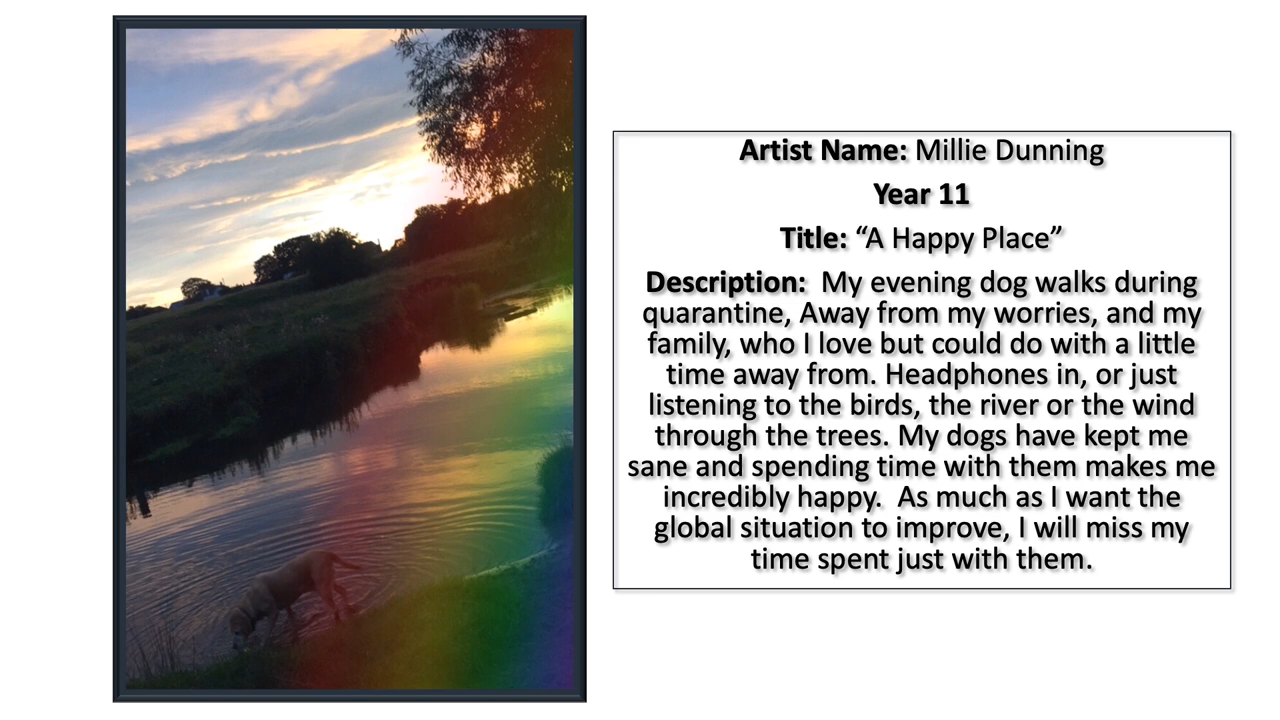 Artist Name: Millie Dunning
Year 11
Title: “A Happy Place”
Description:  My evening dog walks during
quarantine, Away from my worries, and my
family, who I love but could do with a little
time away from. Headphones in, or just
listening to the birds, the river or the wind
through the trees. My dogs have kept me
sane and spending time with them makes me
incredibly happy.  As much as I want the
global situation to improve, I will miss my
time spent just with them.